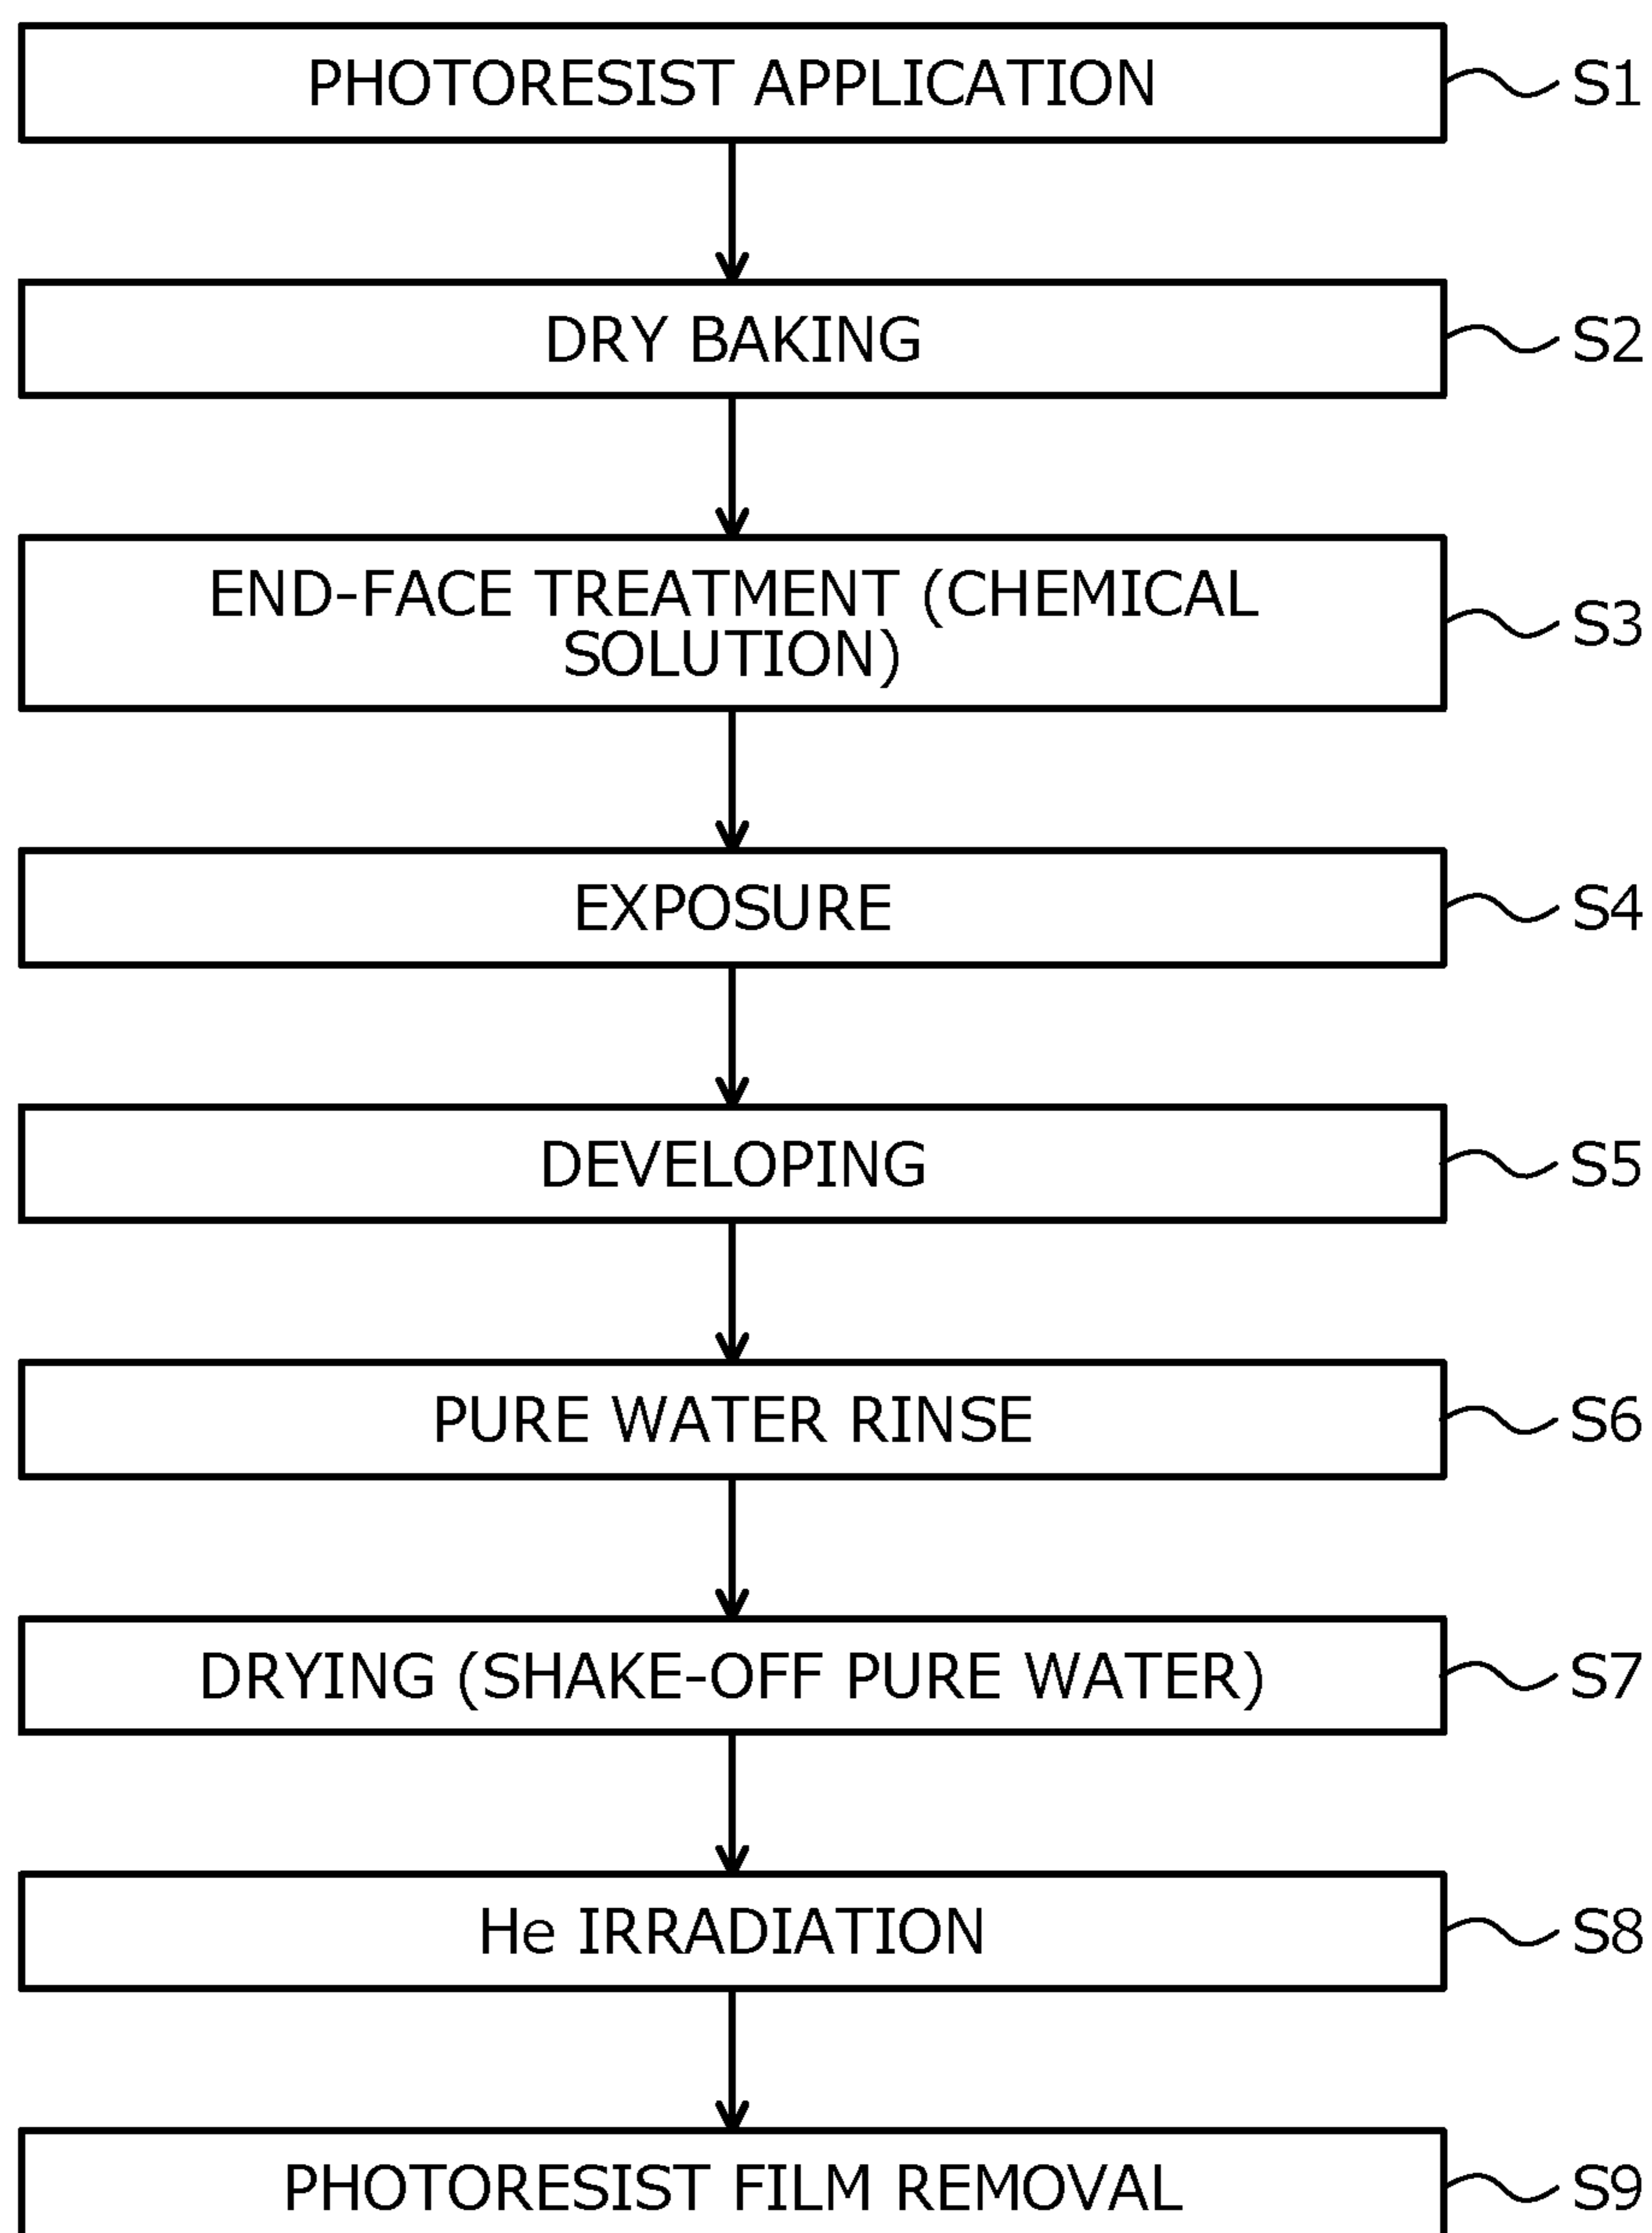 PHOTORESIST APPLICATION S1
DRY BAKING S2
END-FACE TREATMENT (CHEMICAL
SOLUTION) S3
EXPOSURE S4
DEVELOPING S5
PURE WATER RINSE S6
DRYING (SHAKE-OFF PURE WATER) S7
He IRRADIATION S8
PHOTORESIST FILM REMOVAL S9